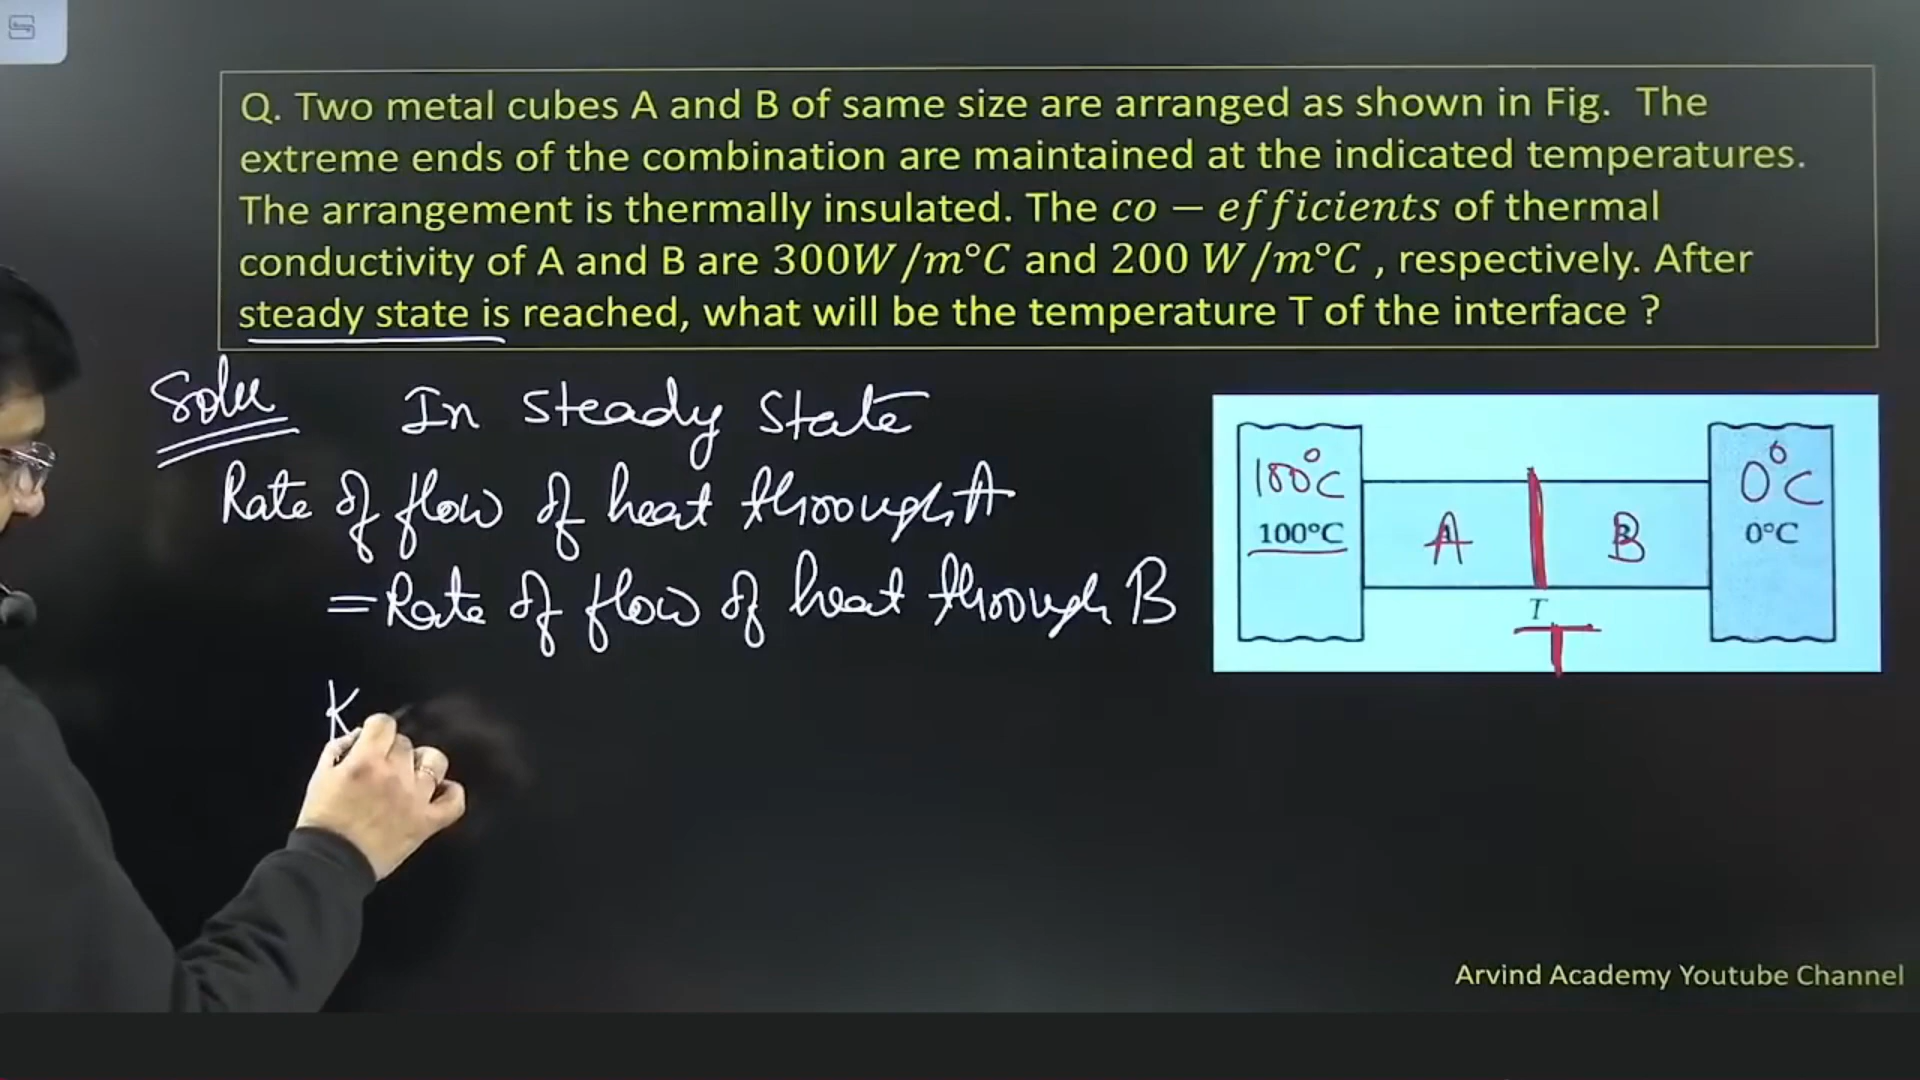 Q. Two metal cubes A and B of same size are arranged as shown in Fig. The
extreme ends of the combination are maintained at the indicated temperatures.
The arrangement is thermally insulated. The co − efficients of thermal
conductivity of A and B are 300W/m°C and 200 W/m°C , respectively. After
steady state is reached, what will be the temperature T of the interface ?
Solu In steady state
Rate of flow of heat through A
= Rate of flow of heat through B
K
100°C
100°C
A
B
0°C
0°C
T
T
Arvind Academy Youtube Channel